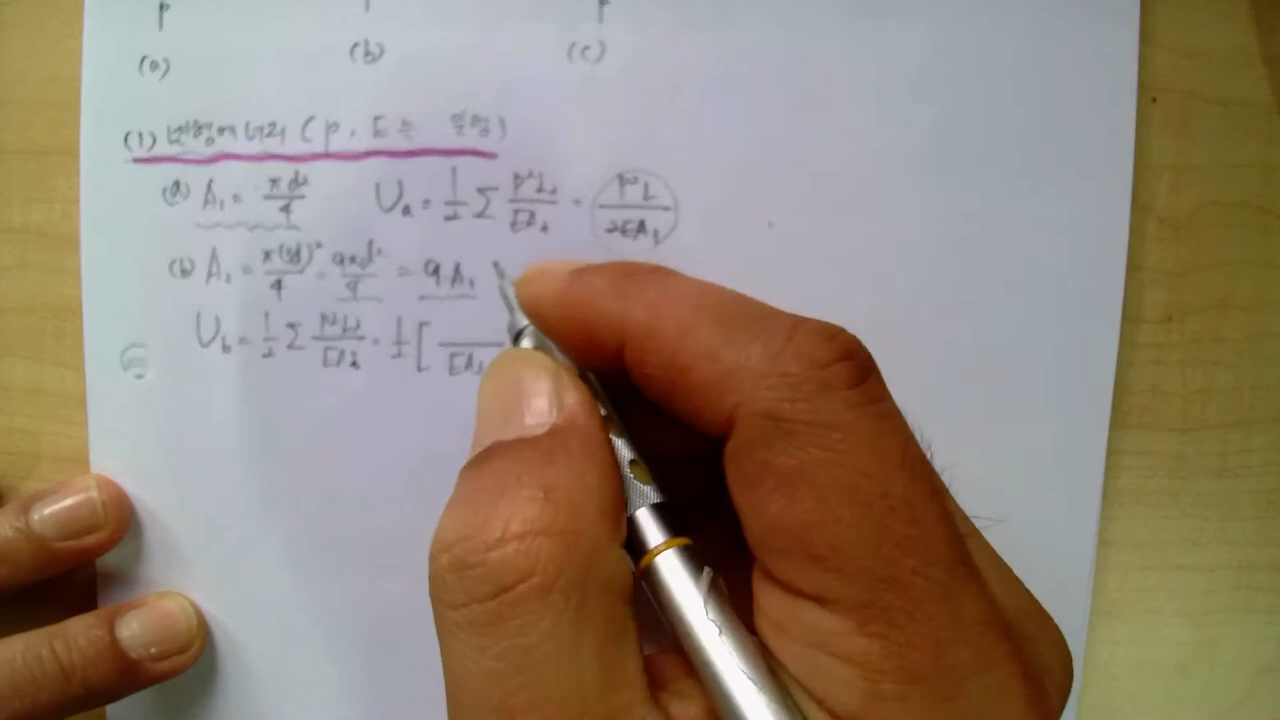 p
(a) (b) (c)
(1) 변형에너지 (P, E는 일정)
(a) A₁ = πd²/4 U_a = 1/2 Σ P²Lᵢ/EAᵢ = P²L/2EA₁
(b) A₂ = π(3d)²/4 = 9πd²/4 = 9A₁
U_b = 1/2 Σ P²Lᵢ/EAᵢ = 1/2 [ /EA₁